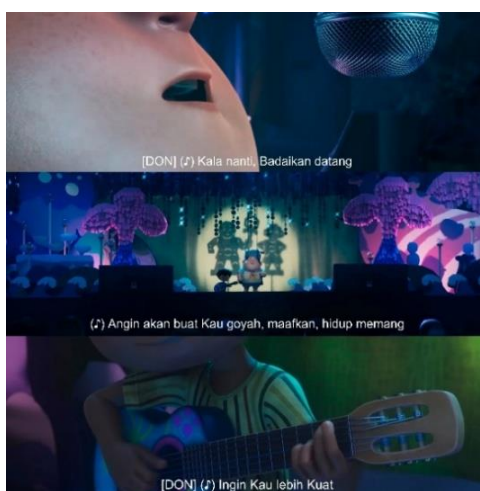 [DON] (♪) Kala nanti, Badaikan datang
(♪) Angin akan buat Kau goyah, maafkan, hidup memang
[DON] (♪) Ingin Kau lebih Kuat